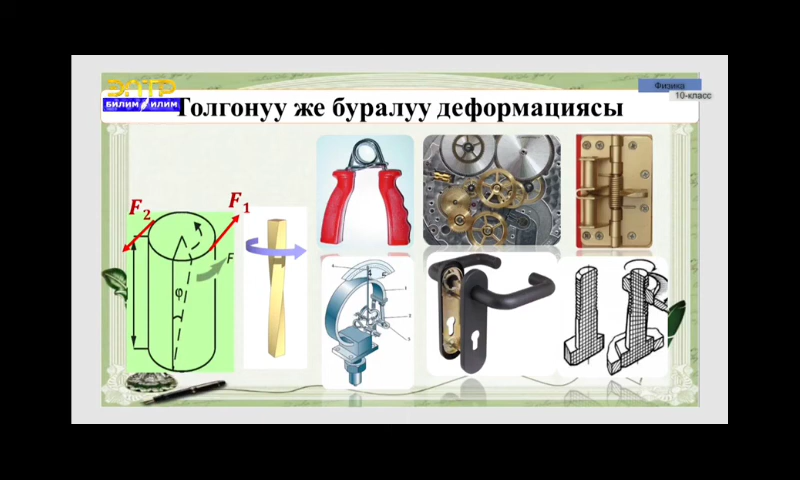 ЭЛТР
БИЛИМ ИЛИМ
Физика
10-класс
Толгонуу же буралуу деформациясы
F₂
F₁
F
φ